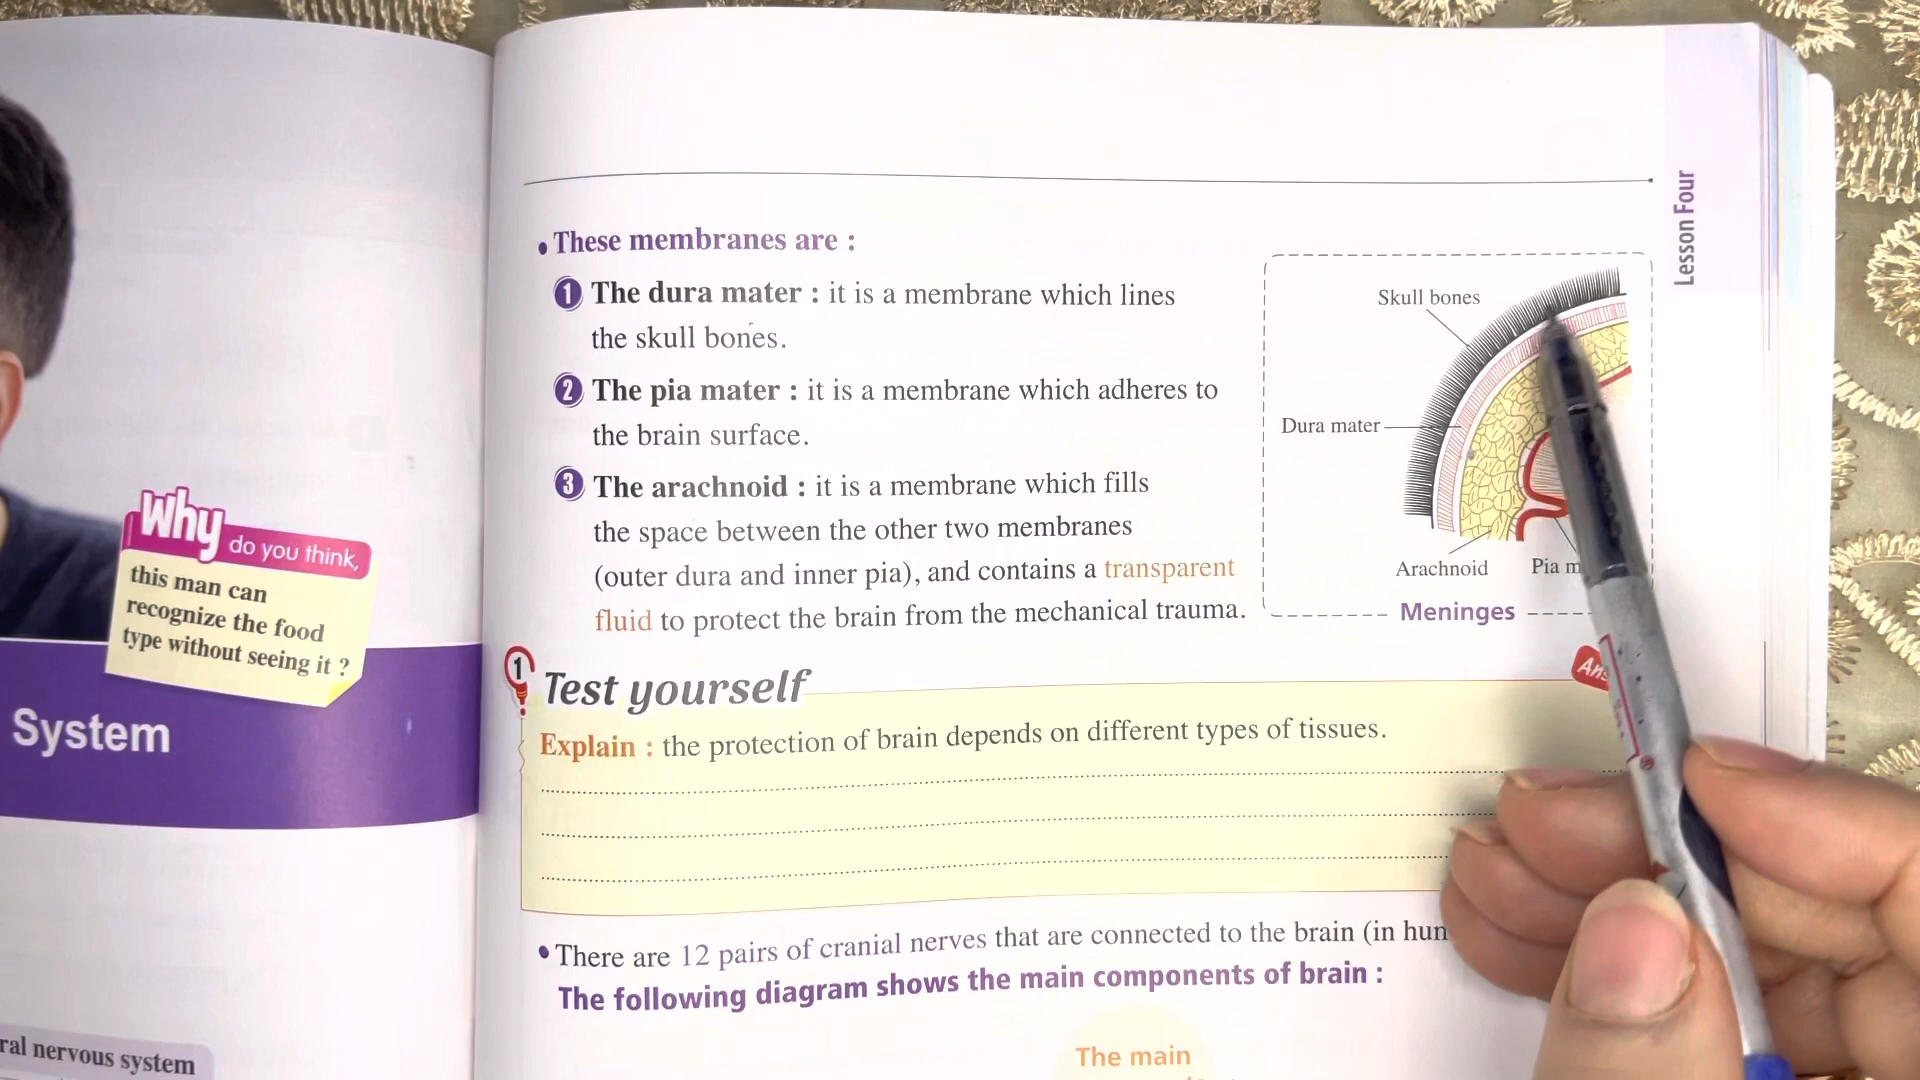 Why
do you think,
this man can
recognize the food
type without seeing it ?
System
nervous system
Lesson Four
• These membranes are :
1 The dura mater : it is a membrane which lines
the skull bones.
2 The pia mater : it is a membrane which adheres to
the brain surface.
3 The arachnoid : it is a membrane which fills
the space between the other two membranes
(outer dura and inner pia), and contains a transparent
fluid to protect the brain from the mechanical trauma.
Skull bones
Dura mater
Arachnoid
Pia
Meninges
1 Test yourself
Explain : the protection of brain depends on different types of tissues.
• There are 12 pairs of cranial nerves that are connected to the brain (in
The following diagram shows the main components of brain :
The main